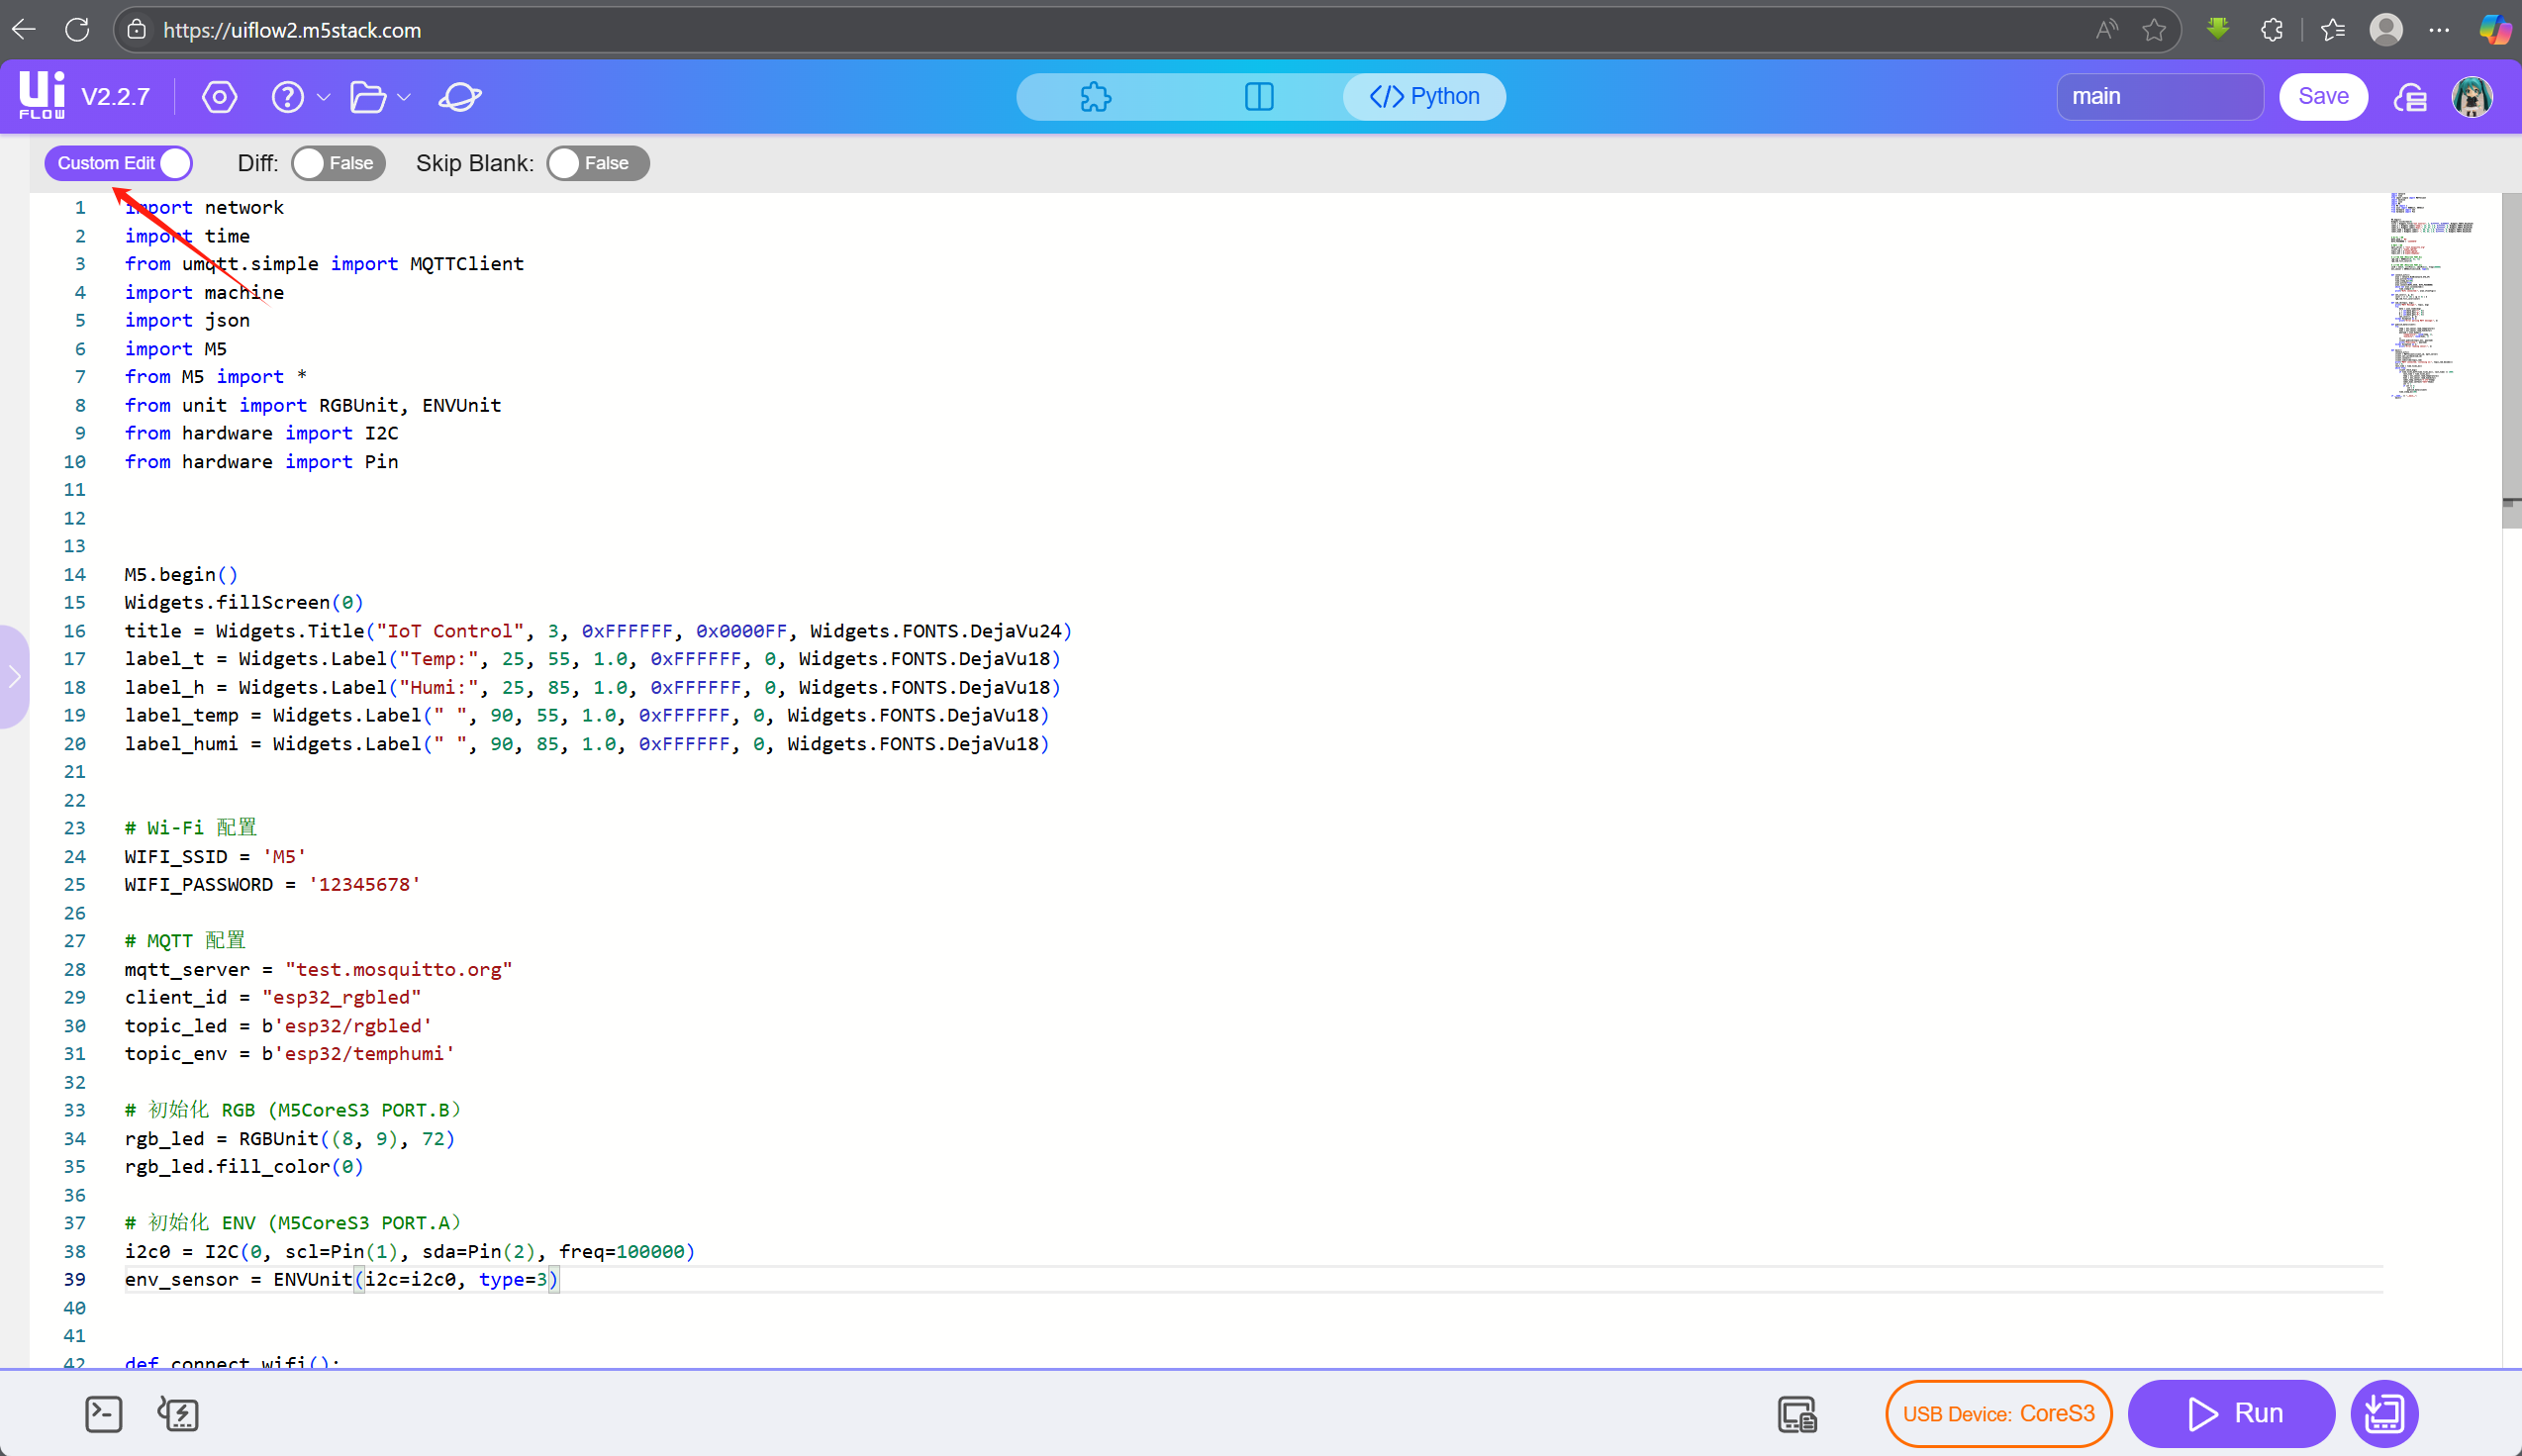 https://uiflow2.m5stack.com
Ui FLOW V2.2.7
Python
main
Save
Custom Edit Diff: False Skip Blank: False
1 import network
2 import time
3 from umqtt.simple import MQTTClient
4 import machine
5 import json
6 import M5
7 from M5 import *
8 from unit import RGBUnit, ENVUnit
9 from hardware import I2C
10 from hardware import Pin
11
12
13
14 M5.begin()
15 Widgets.fillScreen(0)
16 title = Widgets.Title("IoT Control", 3, 0xFFFFFF, 0x0000FF, Widgets.FONTS.DejaVu24)
17 label_t = Widgets.Label("Temp:", 25, 55, 1.0, 0xFFFFFF, 0, Widgets.FONTS.DejaVu18)
18 label_h = Widgets.Label("Humi:", 25, 85, 1.0, 0xFFFFFF, 0, Widgets.FONTS.DejaVu18)
19 label_temp = Widgets.Label(" ", 90, 55, 1.0, 0xFFFFFF, 0, Widgets.FONTS.DejaVu18)
20 label_humi = Widgets.Label(" ", 90, 85, 1.0, 0xFFFFFF, 0, Widgets.FONTS.DejaVu18)
21
22
23 # Wi-Fi 配置
24 WIFI_SSID = 'M5'
25 WIFI_PASSWORD = '12345678'
26
27 # MQTT 配置
28 mqtt_server = "test.mosquitto.org"
29 client_id = "esp32_rgbled"
30 topic_led = b'esp32/rgbled'
31 topic_env = b'esp32/temphumi'
32
33 # 初始化 RGB (M5CoreS3 PORT.B）
34 rgb_led = RGBUnit((8, 9), 72)
35 rgb_led.fill_color(0)
36
37 # 初始化 ENV (M5CoreS3 PORT.A）
38 i2c0 = I2C(0, scl=Pin(1), sda=Pin(2), freq=100000)
39 env_sensor = ENVUnit(i2c=i2c0, type=3)
40
41
42 def connect_wifi():
USB Device: CoreS3
Run